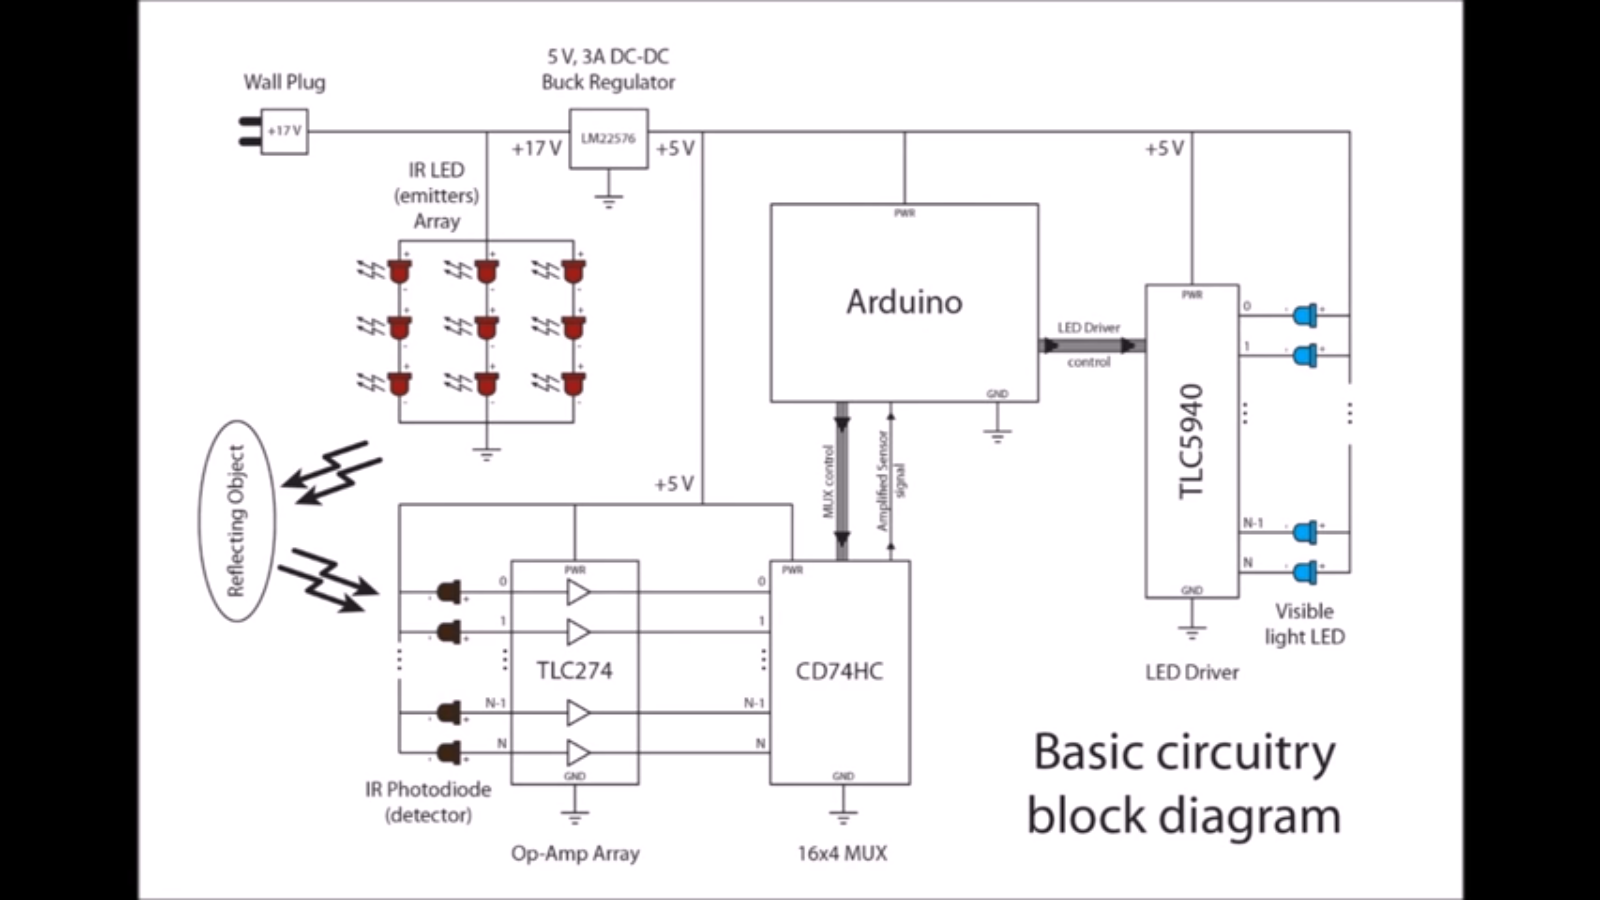 Wall Plug
+17 V
5 V, 3A DC-DC
Buck Regulator
LM22576
+17 V
+5 V
+5 V
IR LED
(emitters)
Array
+
+
+
-
-
-
+
+
+
-
-
-
+
+
+
-
-
-
PWR
Arduino
GND
LED Driver
control
PWR
TLC5940
GND
0
- +
1
- +
N-1
- +
N
- +
Visible
light LED
LED Driver
MUX control
Amplified Sensor
signal
Reflecting Object
+5 V
PWR
0
- +
1
- +
TLC274
N-1
- +
N
- +
GND
IR Photodiode
(detector)
Op-Amp Array
PWR
0
1
CD74HC
N-1
N
GND
16x4 MUX
Basic circuitry
block diagram